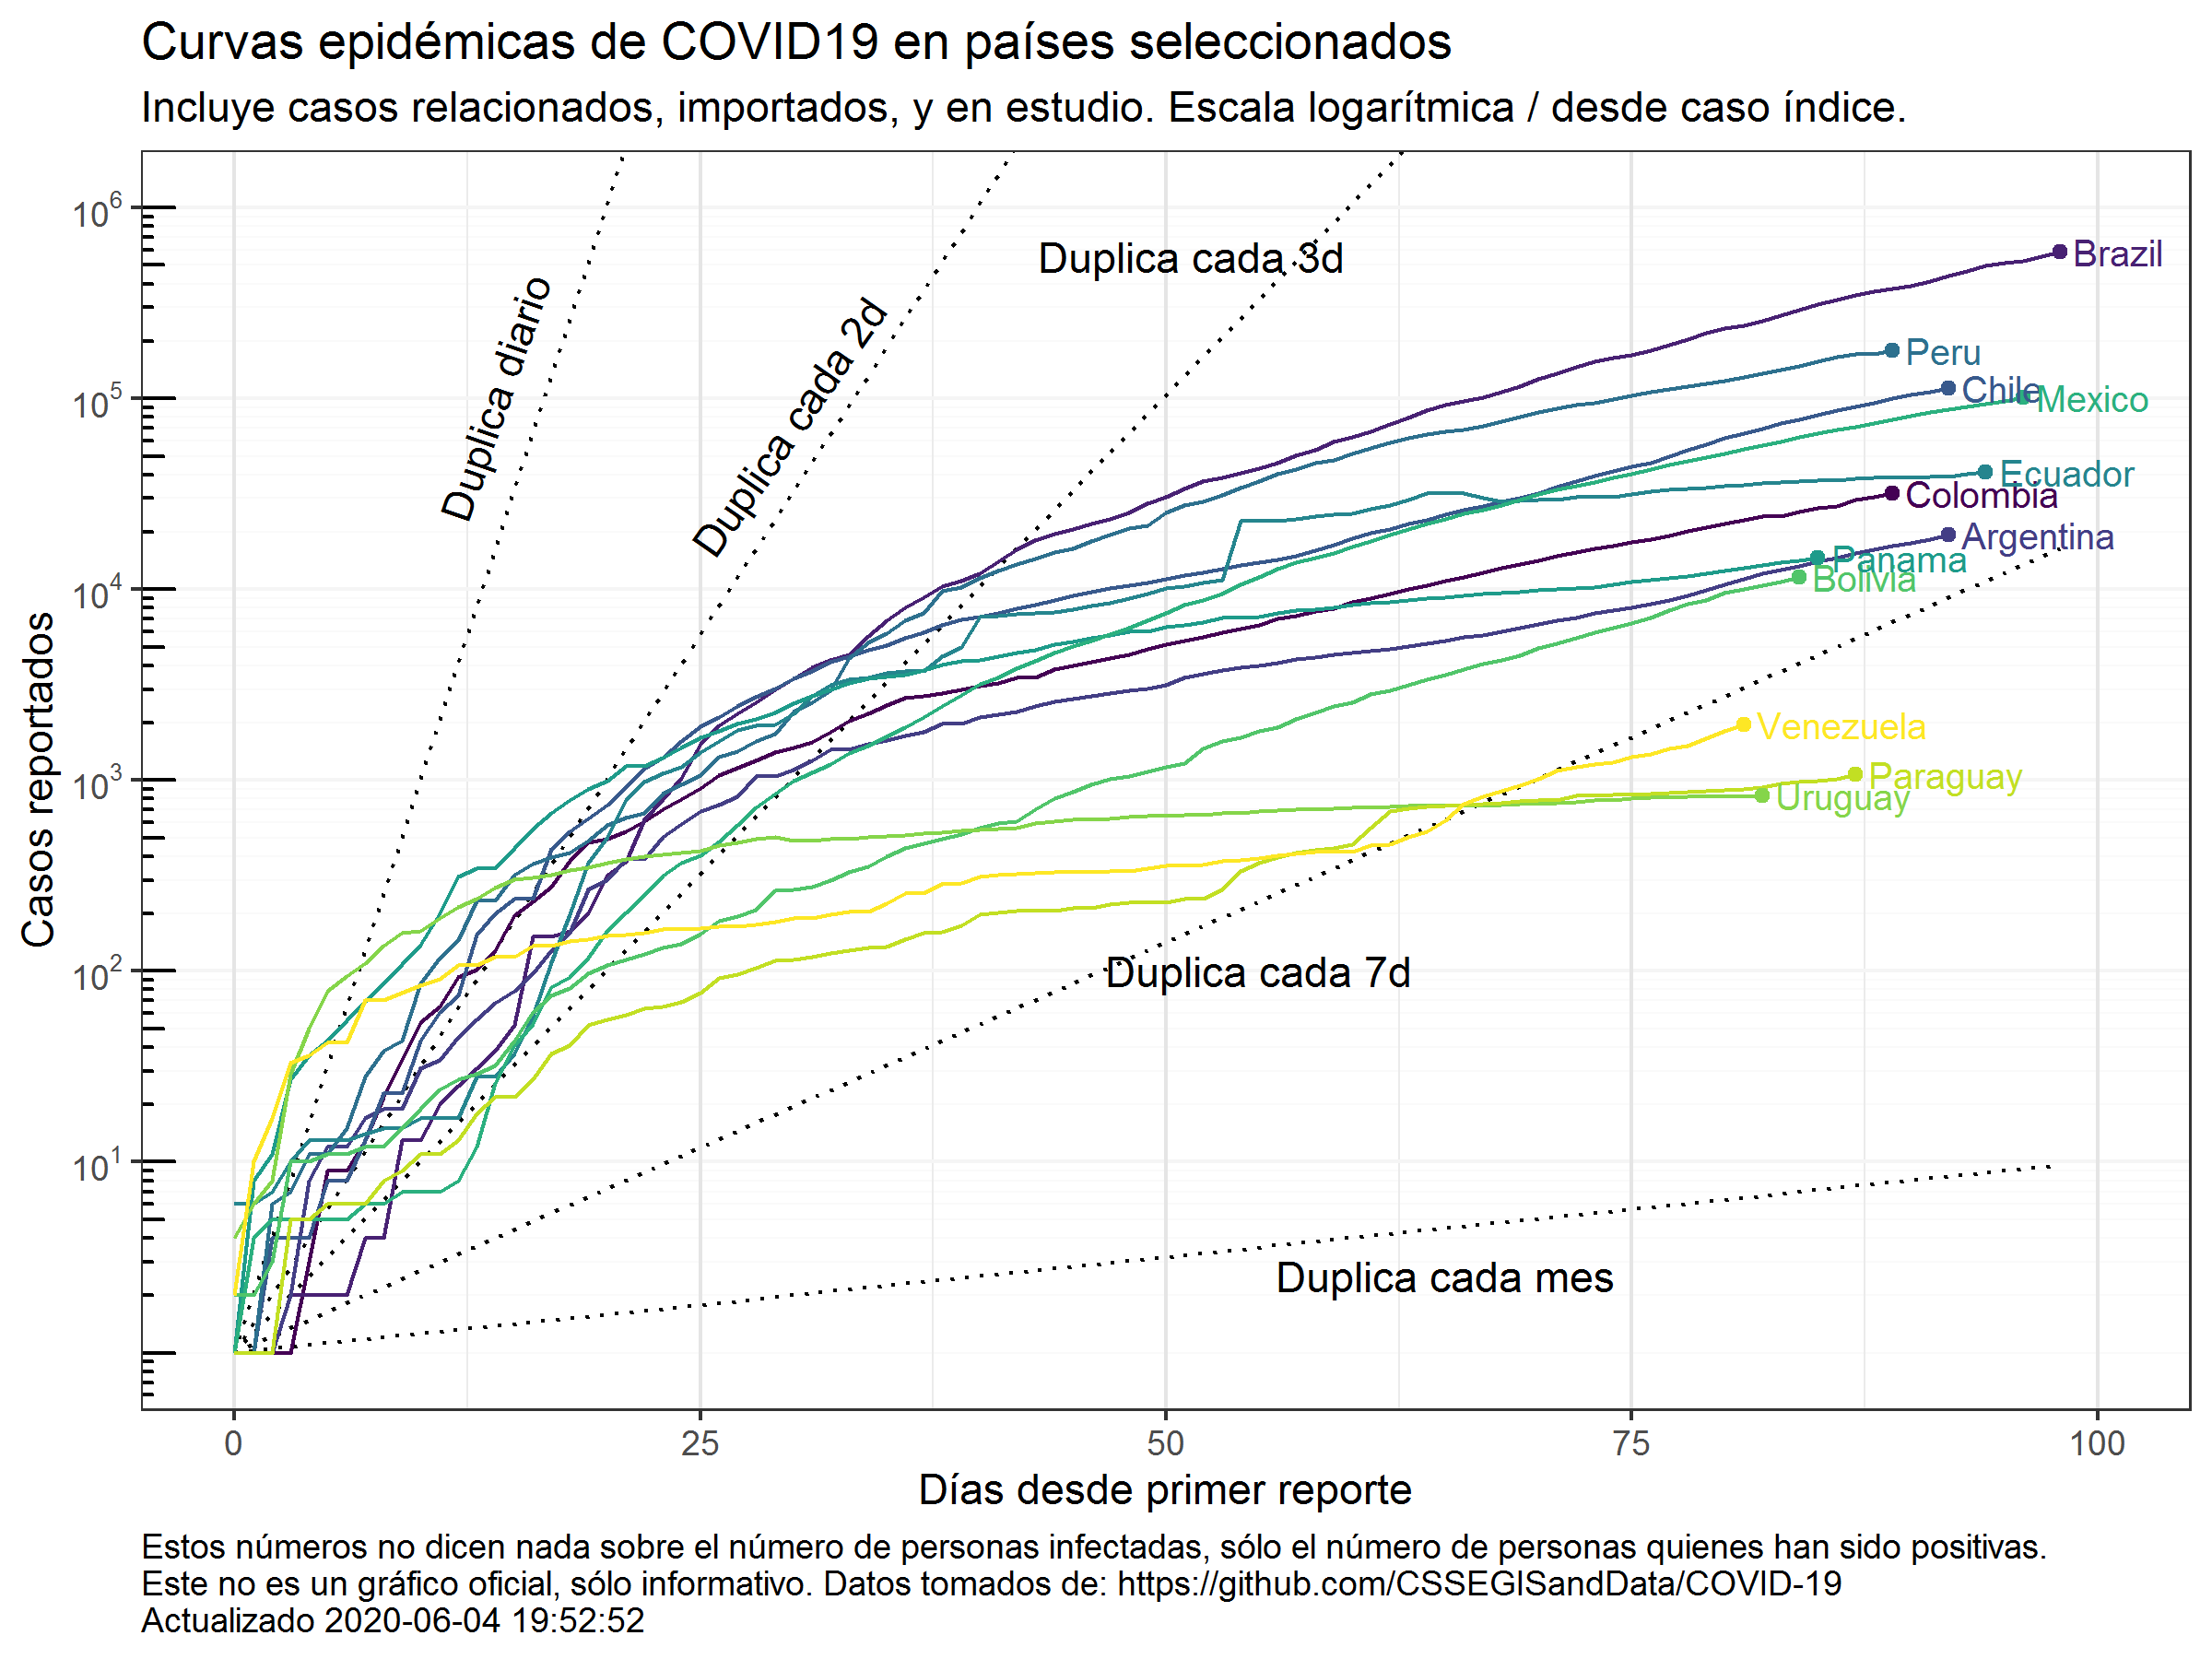 Curvas epidémicas de COVID19 en países seleccionados
Incluye casos relacionados, importados, y en estudio. Escala logarítmica / desde caso índice.
Casos reportados
10^6
10^5
10^4
10^3
10^2
10^1
Duplica diario
Duplica cada 2d
Duplica cada 3d
Duplica cada 7d
Duplica cada mes
Brazil
Peru
Chile
Mexico
Ecuador
Colombia
Argentina
Panama
Bolivia
Venezuela
Paraguay
Uruguay
0 25 50 75 100
Días desde primer reporte
Estos números no dicen nada sobre el número de personas infectadas, sólo el número de personas quienes han sido positivas.
Este no es un gráfico oficial, sólo informativo. Datos tomados de: https://github.com/CSSEGISandData/COVID-19
Actualizado 2020-06-04 19:52:52